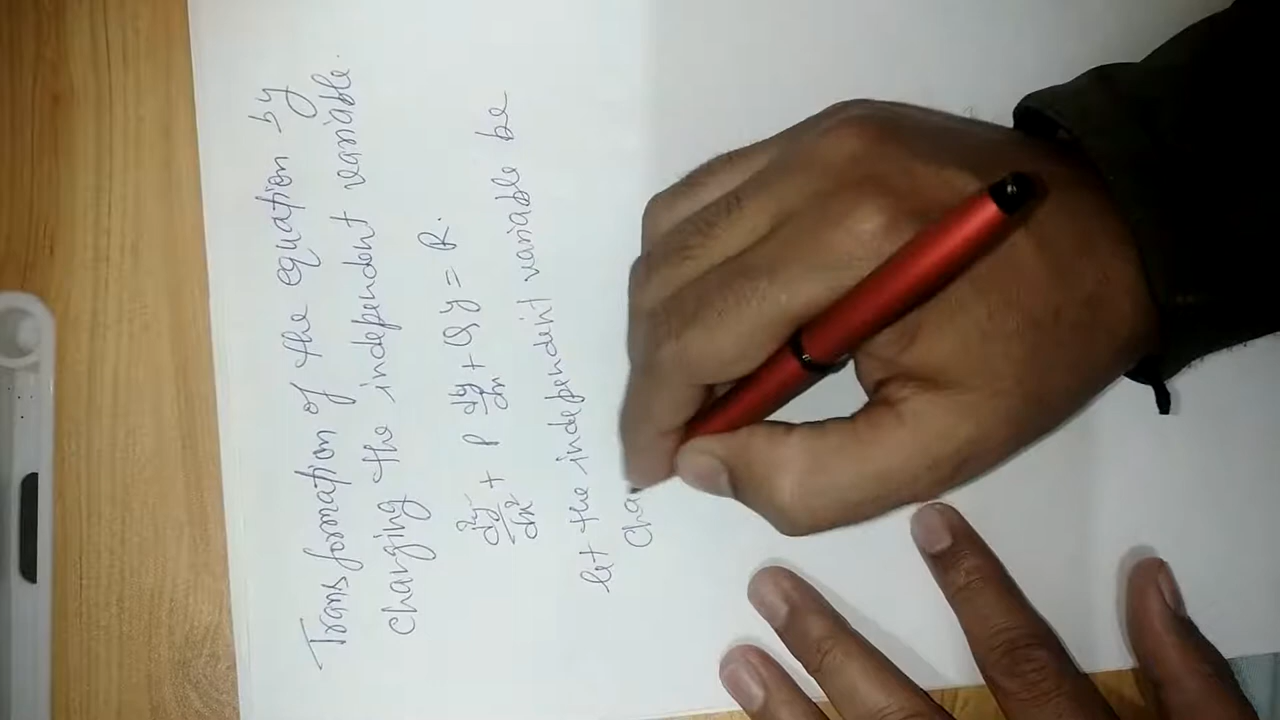 Transformation of the equation by
changing the independent variable.
d²y/dx² + P dy/dx + Qy = R.
let the independent variable be
cha